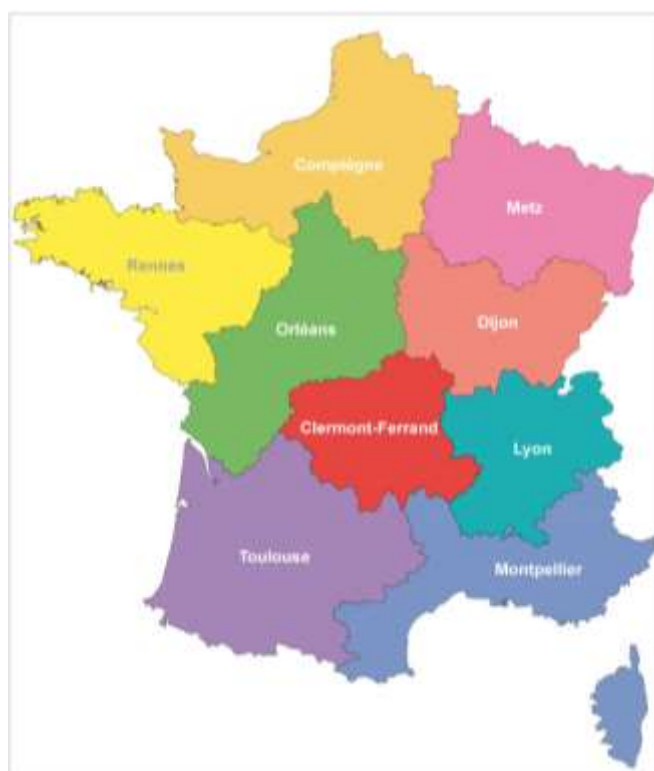 Compiègne
Metz
Rennes
Orléans
Dijon
Clermont-Ferrand
Lyon
Toulouse
Montpellier